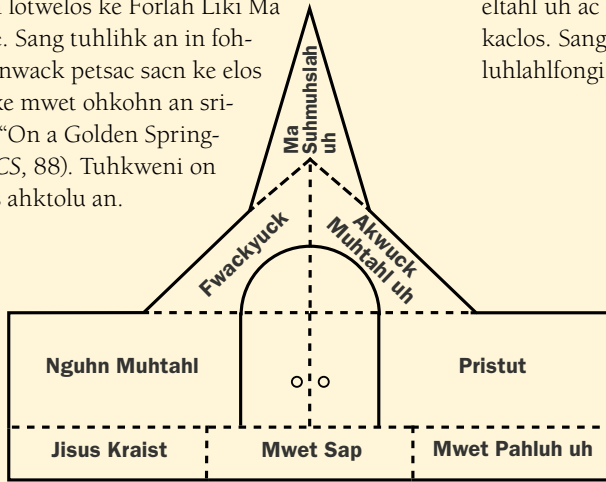 lotwelos ke Forlah Liki Ma
e. Sang tuhlihk an in foh-
nwack petsac sacn ke elos
ke mwet ohkohn an sri-
“On a Golden Spring-
CS, 88). Tuhkweni on
ahktolu an.
eltahl uh ac
kaclos. Sang
luhlahlfongi
Ma
Suhmuhslah
uh
Fwackyuck
Akwuck
Muhtahl uh
Nguhn Muhtahl
Pristut
Jisus Kraist
Mwet Sap
Mwet Pahluh uh